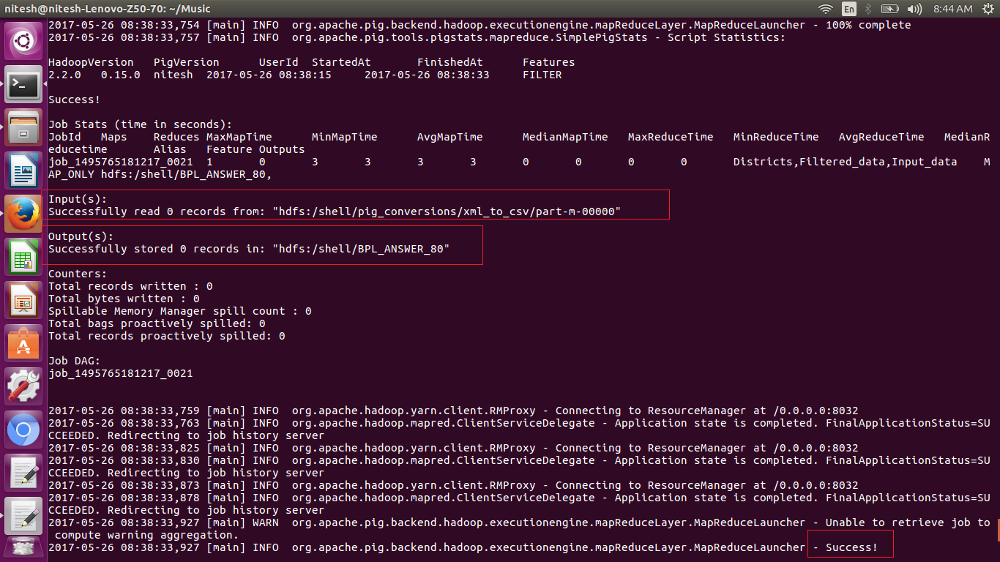 nitesh@nitesh-Lenovo-Z50-70: ~/Music
En
8:44 AM
2017-05-26 08:38:33,754 [main] INFO  org.apache.pig.backend.hadoop.executionengine.mapReduceLayer.MapReduceLauncher - 100% complete
2017-05-26 08:38:33,757 [main] INFO  org.apache.pig.tools.pigstats.mapreduce.SimplePigStats - Script Statistics:
HadoopVersion   PigVersion      UserId  StartedAt       FinishedAt      Features
2.2.0   0.15.0  nitesh  2017-05-26 08:38:15     2017-05-26 08:38:33     FILTER
Success!
Job Stats (time in seconds):
JobId   Maps    Reduces MaxMapTime      MinMapTime      AvgMapTime      MedianMapTime   MaxReduceTime   MinReduceTime   AvgReduceTime   MedianR
educetime       Alias   Feature Outputs
job_1495765181217_0021  1       0       3       3       3       3       0       0       0       0       Districts,Filtered_data,Input_data    M
AP_ONLY hdfs:/shell/BPL_ANSWER_80,
Input(s):
Successfully read 0 records from: "hdfs:/shell/pig_conversions/xml_to_csv/part-m-00000"
Output(s):
Successfully stored 0 records in: "hdfs:/shell/BPL_ANSWER_80"
Counters:
Total records written : 0
Total bytes written : 0
Spillable Memory Manager spill count : 0
Total bags proactively spilled: 0
Total records proactively spilled: 0
Job DAG:
job_1495765181217_0021
2017-05-26 08:38:33,759 [main] INFO  org.apache.hadoop.yarn.client.RMProxy - Connecting to ResourceManager at /0.0.0.0:8032
2017-05-26 08:38:33,763 [main] INFO  org.apache.hadoop.mapred.ClientServiceDelegate - Application state is completed. FinalApplicationStatus=SU
CCEEDED. Redirecting to job history server
2017-05-26 08:38:33,825 [main] INFO  org.apache.hadoop.yarn.client.RMProxy - Connecting to ResourceManager at /0.0.0.0:8032
2017-05-26 08:38:33,830 [main] INFO  org.apache.hadoop.mapred.ClientServiceDelegate - Application state is completed. FinalApplicationStatus=SU
CCEEDED. Redirecting to job history server
2017-05-26 08:38:33,873 [main] INFO  org.apache.hadoop.yarn.client.RMProxy - Connecting to ResourceManager at /0.0.0.0:8032
2017-05-26 08:38:33,878 [main] INFO  org.apache.hadoop.mapred.ClientServiceDelegate - Application state is completed. FinalApplicationStatus=SU
CCEEDED. Redirecting to job history server
2017-05-26 08:38:33,927 [main] WARN  org.apache.pig.backend.hadoop.executionengine.mapReduceLayer.MapReduceLauncher - Unable to retrieve job to
 compute warning aggregation.
2017-05-26 08:38:33,927 [main] INFO  org.apache.pig.backend.hadoop.executionengine.mapReduceLayer.MapReduceLauncher - Success!